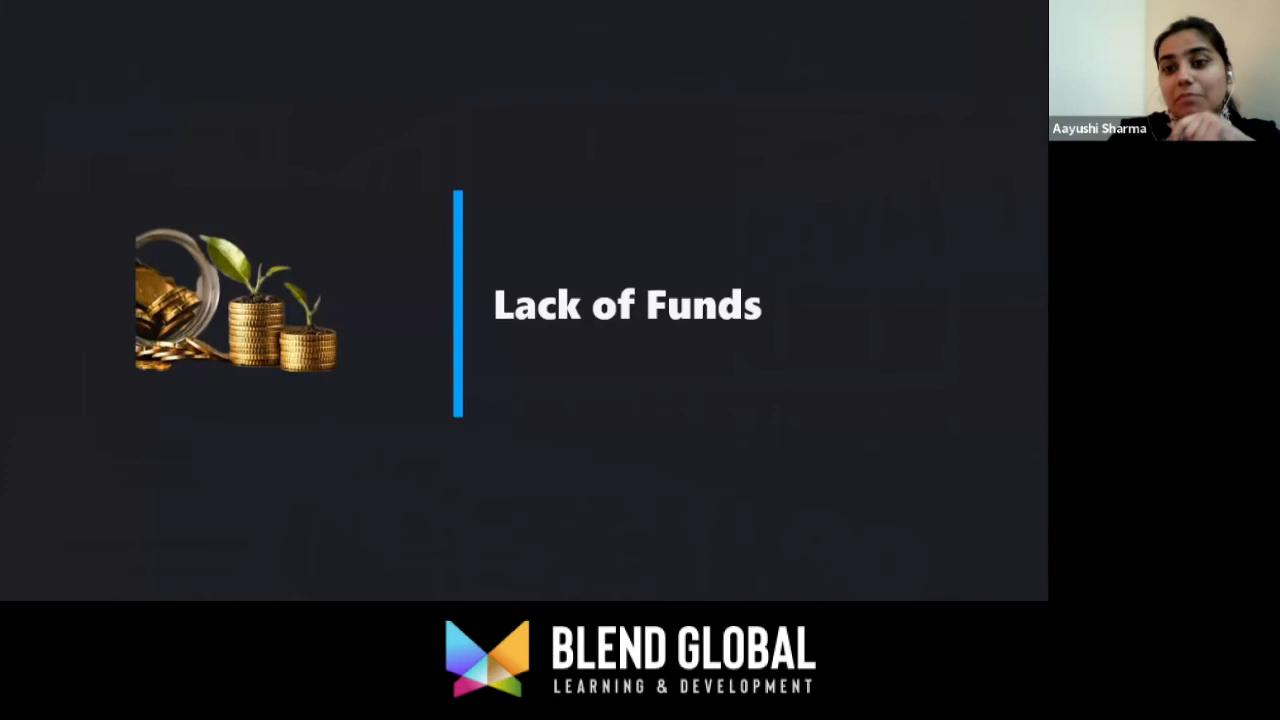 Aayushi Sharma
Lack of Funds
BLEND GLOBAL
LEARNING & DEVELOPMENT